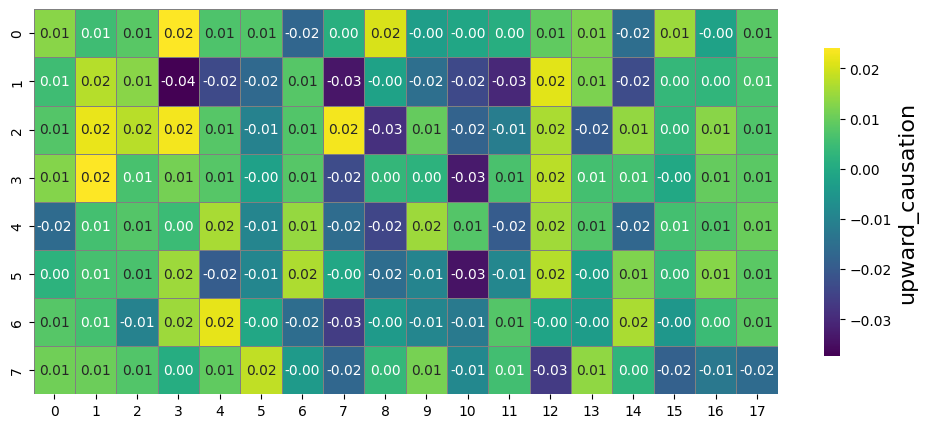 0 0.01 0.01 0.01 0.02 0.01 0.01 -0.02 0.00 0.02 -0.00 -0.00 0.00 0.01 0.01 -0.02 0.01 -0.00 0.01
1 0.01 0.02 0.01 -0.04 -0.02 -0.02 0.01 -0.03 -0.00 -0.02 -0.02 -0.03 0.02 0.01 -0.02 0.00 0.00 0.01
2 0.01 0.02 0.02 0.02 0.01 -0.01 0.01 0.02 -0.03 0.01 -0.02 -0.01 0.02 -0.02 0.01 0.00 0.01 0.01
3 0.01 0.02 0.01 0.01 0.01 -0.00 0.01 -0.02 0.00 0.00 -0.03 0.01 0.02 0.01 0.01 -0.00 0.01 0.01
4 -0.02 0.01 0.01 0.00 0.02 -0.01 0.01 -0.02 -0.02 0.02 0.01 -0.02 0.02 0.01 -0.02 0.01 0.01 0.01
5 0.00 0.01 0.01 0.02 -0.02 -0.01 0.02 -0.00 -0.02 -0.01 -0.03 -0.01 0.02 -0.00 0.01 0.00 0.01 0.01
6 0.01 0.01 -0.01 0.02 0.02 -0.00 -0.02 -0.03 -0.00 -0.01 -0.01 0.01 -0.00 -0.00 0.02 -0.00 0.00 0.01
7 0.01 0.01 0.01 0.00 0.01 0.02 -0.00 -0.02 0.00 0.01 -0.01 0.01 -0.03 0.01 0.00 -0.02 -0.01 -0.02
0 1 2 3 4 5 6 7 8 9 10 11 12 13 14 15 16 17
0.02
0.01
0.00
−0.01
−0.02
−0.03
upward_causation